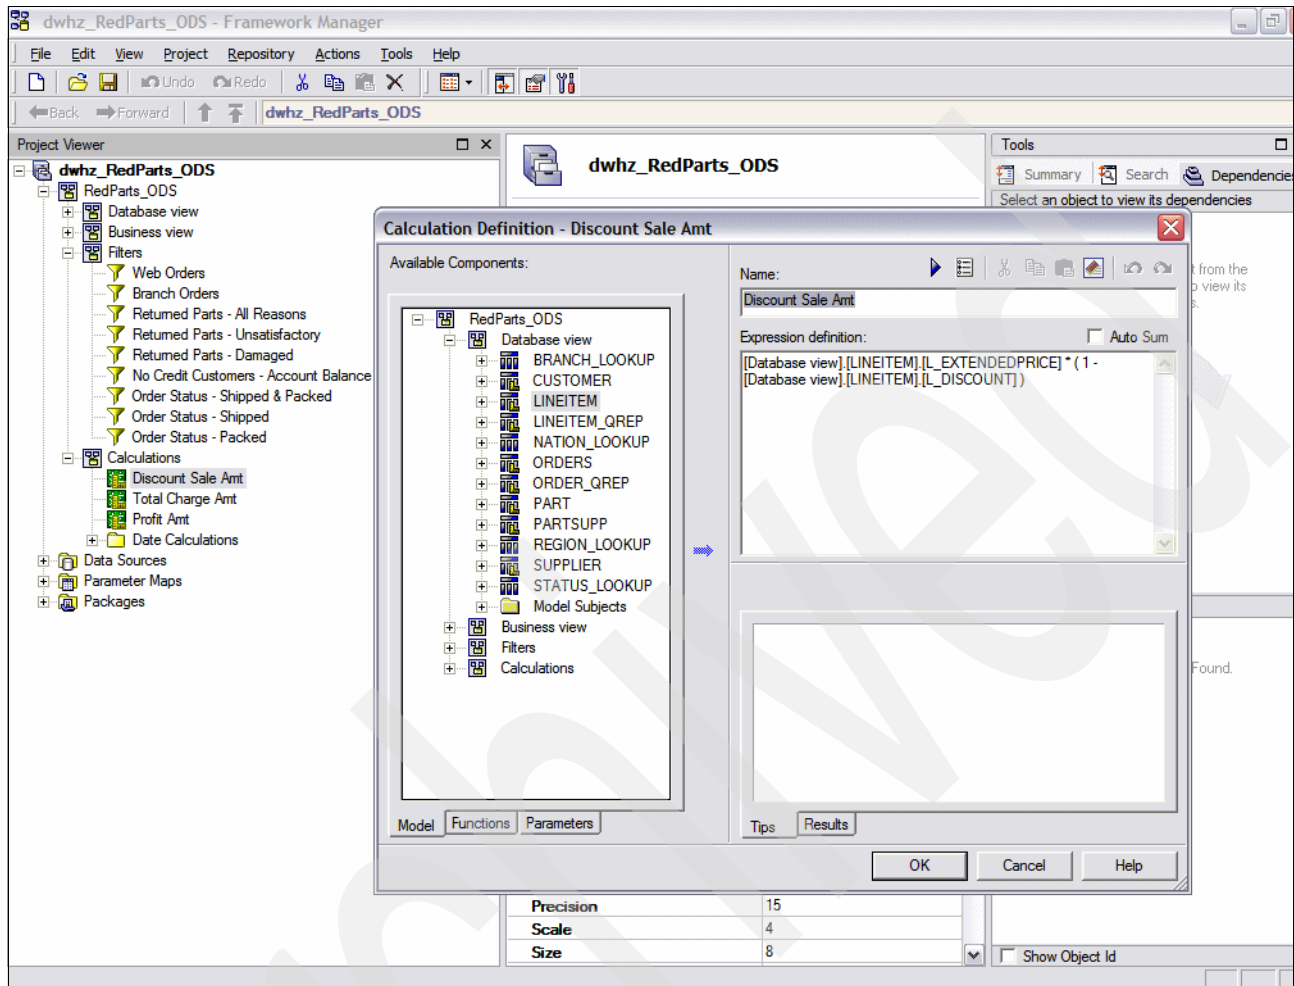 dwhz_RedParts_ODS - Framework Manager
File Edit View Project Repository Actions Tools Help
Undo Redo
Back Forward dwhz_RedParts_ODS
Project Viewer
dwhz_RedParts_ODS
RedParts_ODS
Database view
Business view
Filters
Web Orders
Branch Orders
Returned Parts - All Reasons
Returned Parts - Unsatisfactory
Returned Parts - Damaged
No Credit Customers - Account Balance
Order Status - Shipped & Packed
Order Status - Shipped
Order Status - Packed
Calculations
Discount Sale Amt
Total Charge Amt
Profit Amt
Date Calculations
Data Sources
Parameter Maps
Packages
dwhz_RedParts_ODS
Tools
Summary Search Dependencies
Select an object to view its dependencies
t from the
o view its
s.
Found.
Calculation Definition - Discount Sale Amt
Available Components:
RedParts_ODS
Database view
BRANCH_LOOKUP
CUSTOMER
LINEITEM
LINEITEM_QREP
NATION_LOOKUP
ORDERS
ORDER_QREP
PART
PARTSUPP
REGION_LOOKUP
SUPPLIER
STATUS_LOOKUP
Model Subjects
Business view
Filters
Calculations
Model Functions Parameters
Name:
Discount Sale Amt
Expression definition: Auto Sum
[Database view].[LINEITEM].[L_EXTENDEDPRICE] * ( 1 -
[Database view].[LINEITEM].[L_DISCOUNT] )
Tips Results
OK Cancel Help
Precision 15
Scale 4
Size 8
Show Object Id